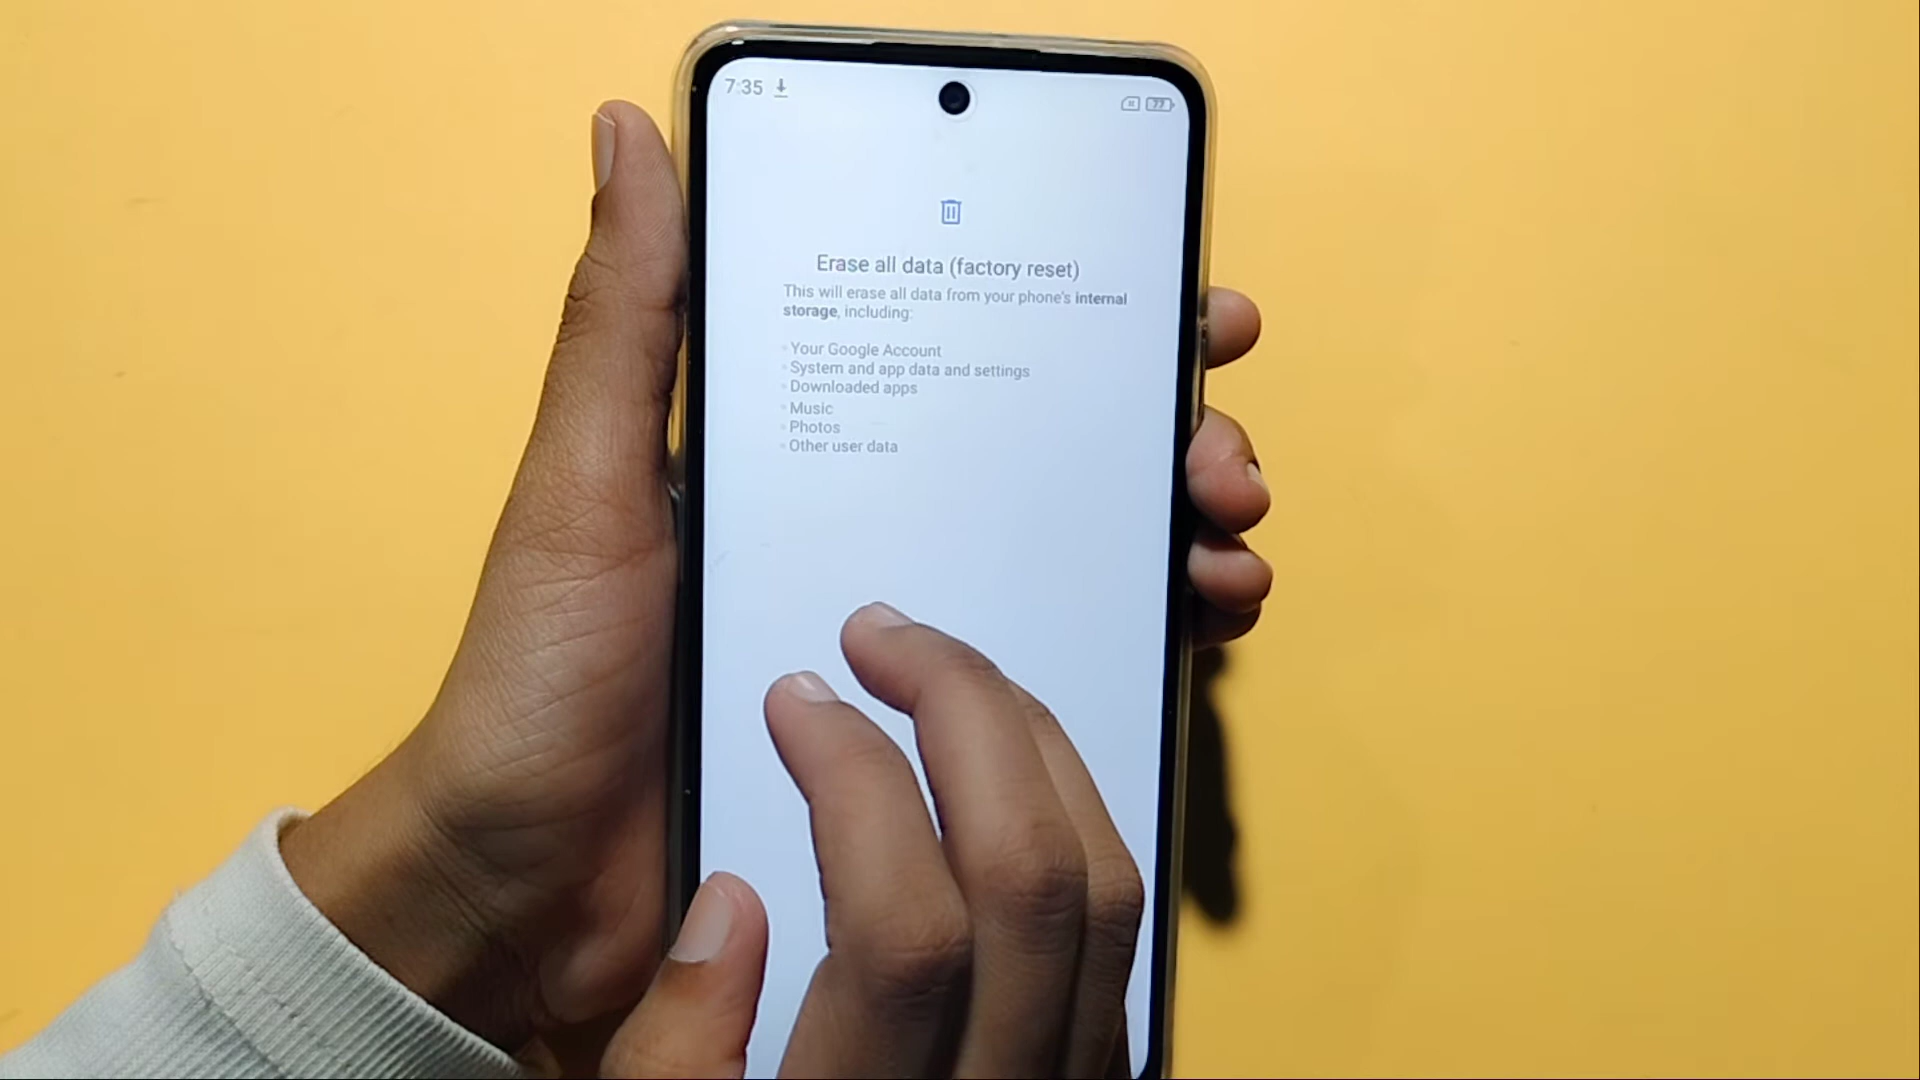 7:35
77
Erase all data (factory reset)
This will erase all data from your phone's internal
storage, including:
Your Google Account
System and app data and settings
Downloaded apps
Music
Photos
Other user data